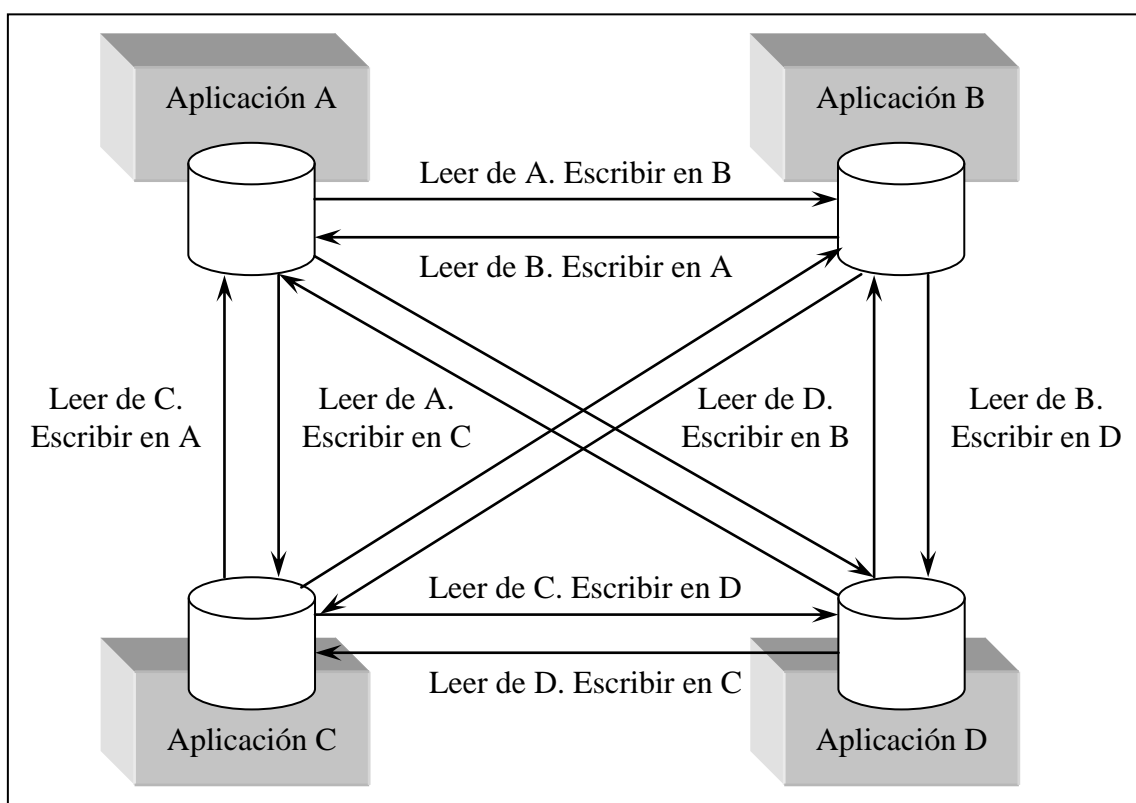 Aplicación A
Aplicación B
Leer de A. Escribir en B
Leer de B. Escribir en A
Leer de C.
Escribir en A
Leer de A.
Escribir en C
Leer de D.
Escribir en B
Leer de B.
Escribir en D
Leer de C. Escribir en D
Leer de D. Escribir en C
Aplicación C
Aplicación D